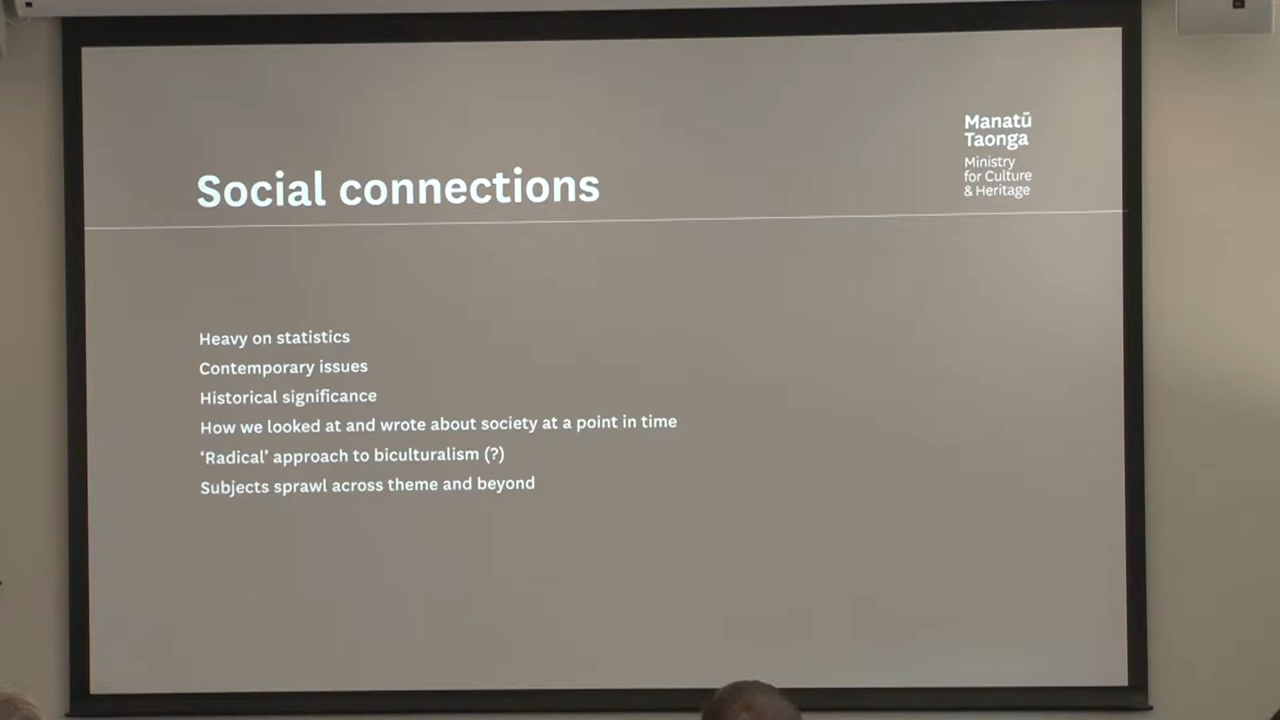 Manatū
Taonga
Ministry
for Culture
& Heritage
Social connections
Heavy on statistics
Contemporary issues
Historical significance
How we looked at and wrote about society at a point in time
‘Radical’ approach to biculturalism (?)
Subjects sprawl across theme and beyond